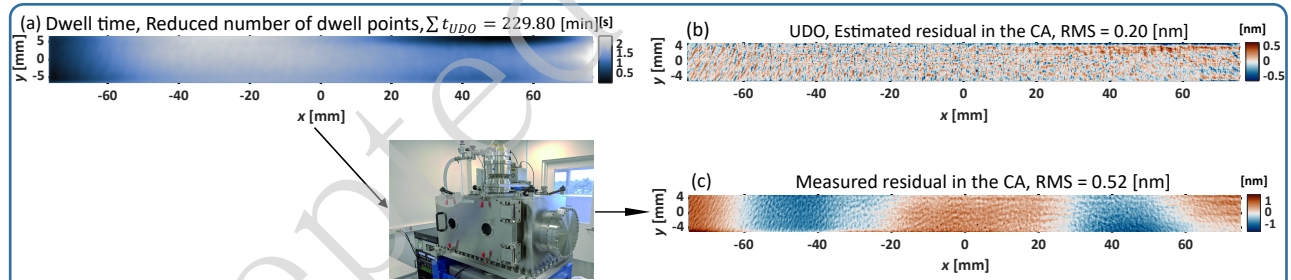 (a) Dwell time, Reduced number of dwell points, ∑ t_UDO = 229.80 [min]
[s]
y [mm]
5
0
-5
2
1.5
1
0.5
-60 -40 -20 0 20 40 60
x [mm]
(b) UDO, Estimated residual in the CA, RMS = 0.20 [nm]
[nm]
y [mm]
4
0
-4
0.5
0
-0.5
-60 -40 -20 0 20 40 60
x [mm]
(c) Measured residual in the CA, RMS = 0.52 [nm]
[nm]
y [mm]
4
0
-4
1
0
-1
-60 -40 -20 0 20 40 60
x [mm]
epted